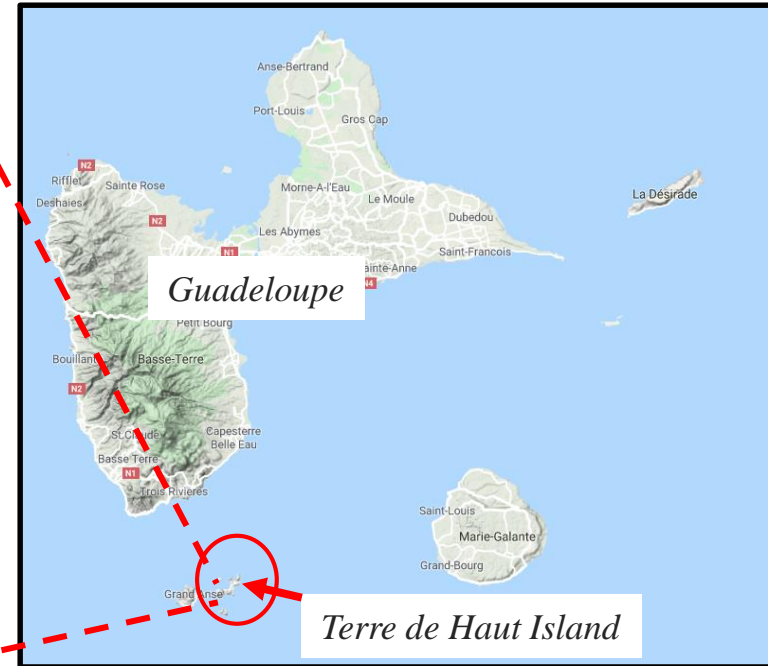 Anse-Bertrand
Port-Louis
Gros Cap
N2
Rifflet
Sainte Rose
Morne-A-l'Eau
Le Moule
La Désirade
Deshaies
N2
Dubedou
Les Abymes
N1
Saint-Francois
ainte-Anne
N4
Guadeloupe
Petit Bourg
Bouillant
Basse-Terre
N2
St Claude
Capesterre
Belle Eau
Basse Terre
N1
Trois Rivières
Saint-Louis
Marie-Galante
Grand-Bourg
Grand Anse
Terre de Haut Island